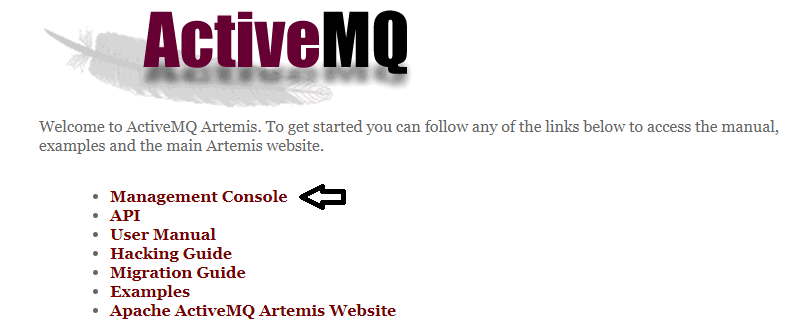 ActiveMQ
Welcome to ActiveMQ Artemis. To get started you can follow any of the links below to access the manual,
examples and the main Artemis website.
Management Console
API
User Manual
Hacking Guide
Migration Guide
Examples
Apache ActiveMQ Artemis Website